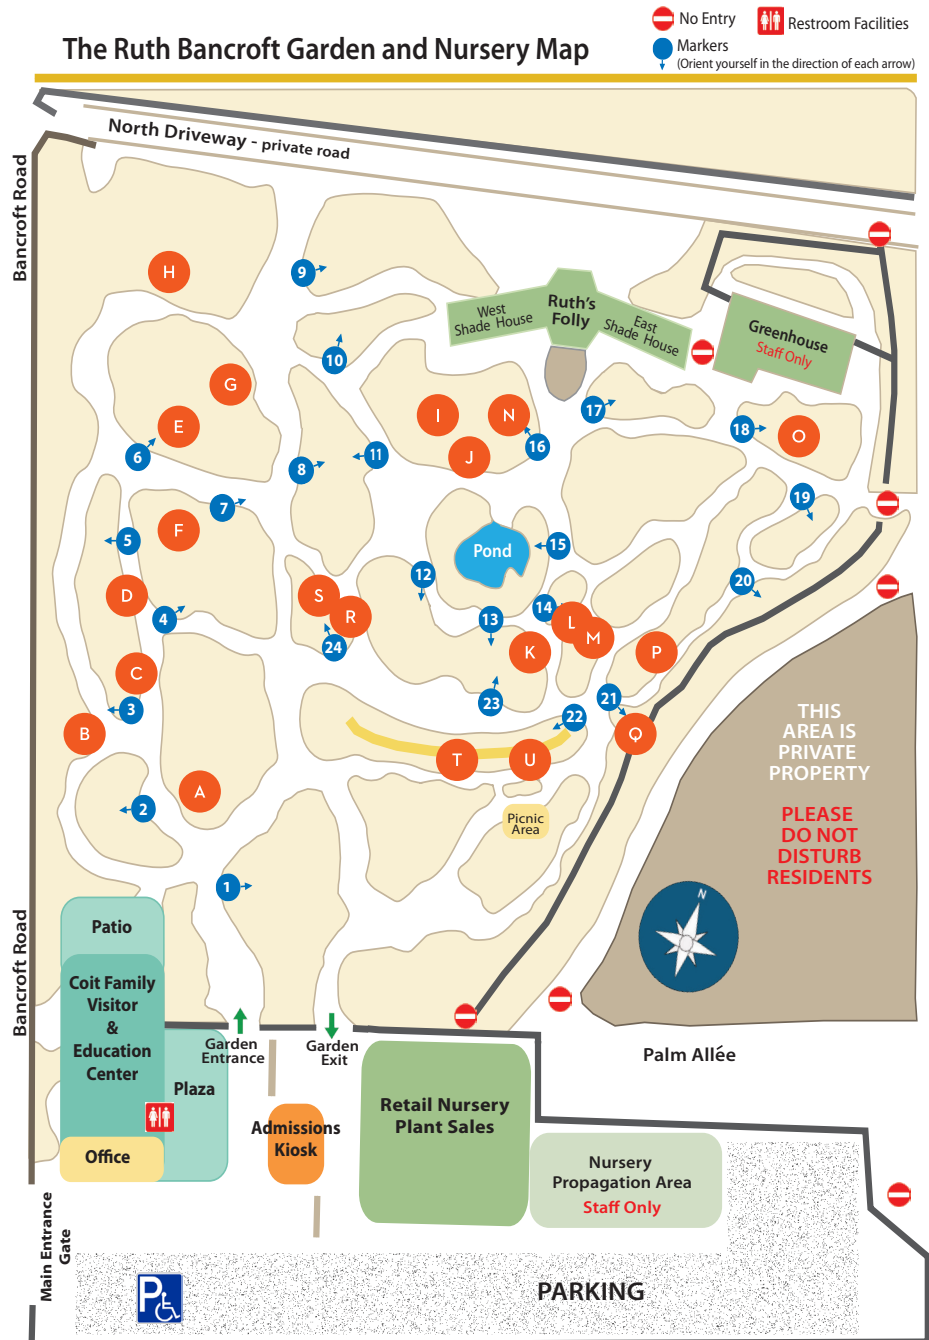 No Entry
Restroom Facilities
The Ruth Bancroft Garden and Nursery Map
Markers
(Orient yourself in the direction of each arrow)
North Driveway - private road
Bancroft Road
H
9
West
Shade House
Ruth's
Folly
East
Shade House
Greenhouse
Staff Only
10
G
I
N
17
E
18
O
6
16
J
8
11
7
19
F
5
Pond
15
12
20
D
S
14
4
R
13
L
M
24
K
P
C
21
23
3
22
B
Q
THIS
AREA IS
PRIVATE
PROPERTY
T
U
A
2
Picnic
Area
PLEASE
DO NOT
DISTURB
RESIDENTS
1
N
Bancroft Road
Patio
Coit Family
Visitor
&
Education
Center
Garden
Entrance
Garden
Exit
Palm Allée
Plaza
Retail Nursery
Plant Sales
Admissions
Kiosk
Office
Nursery
Propagation Area
Staff Only
Main Entrance
Gate
P
PARKING